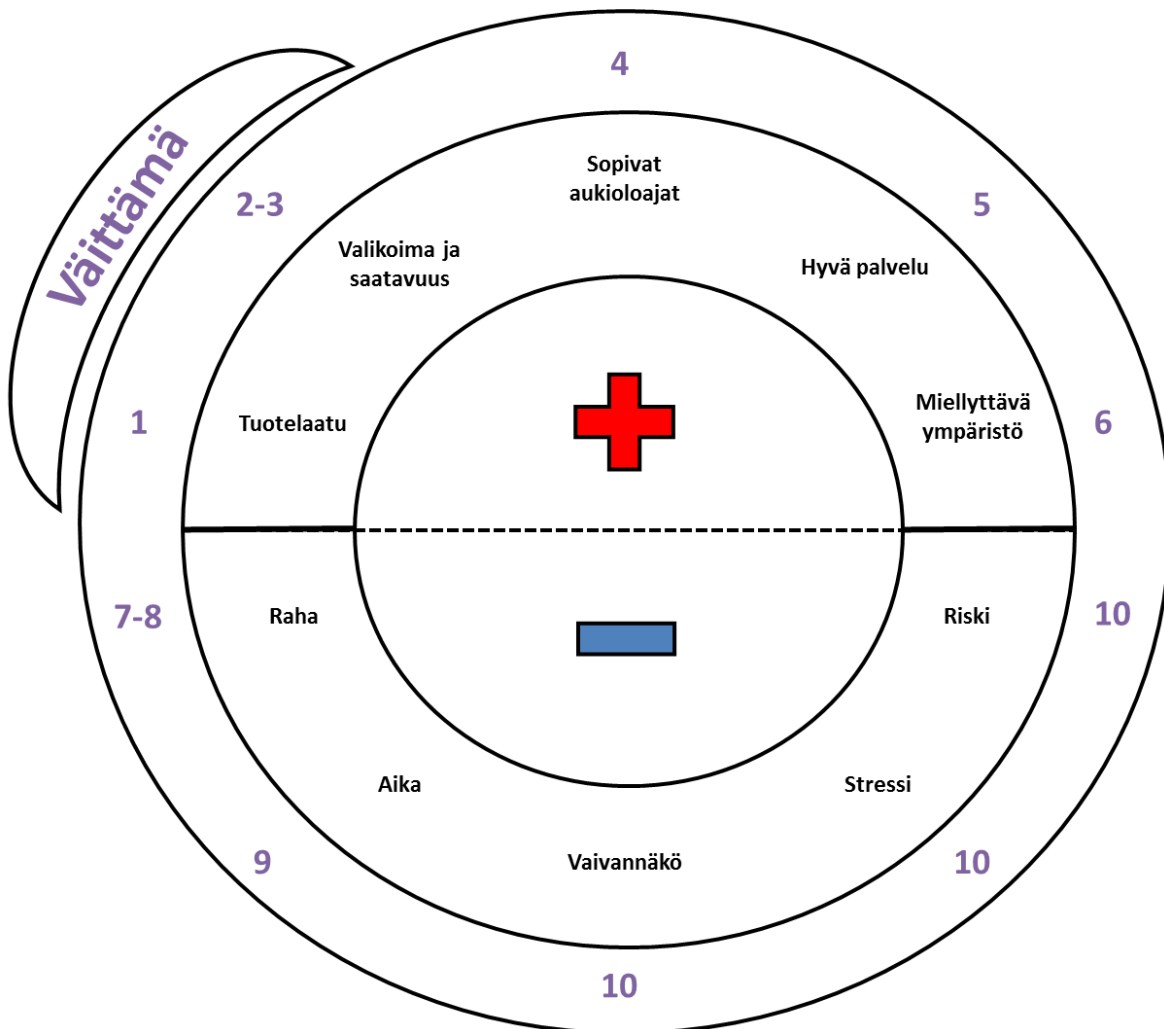 Väittämä
4
2-3
5
Sopivat
aukioloajat
Valikoima ja
saatavuus
Hyvä palvelu
1
Tuotelaatu
Miellyttävä
ympäristö
6
7-8
Raha
Riski
10
Aika
Stressi
9
Vaivannäkö
10
10